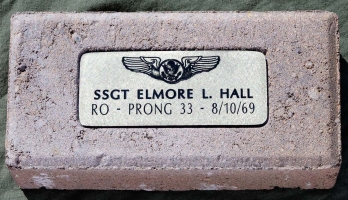 SSGT ELMORE L. HALL
RO - PRONG 33 - 8/10/69